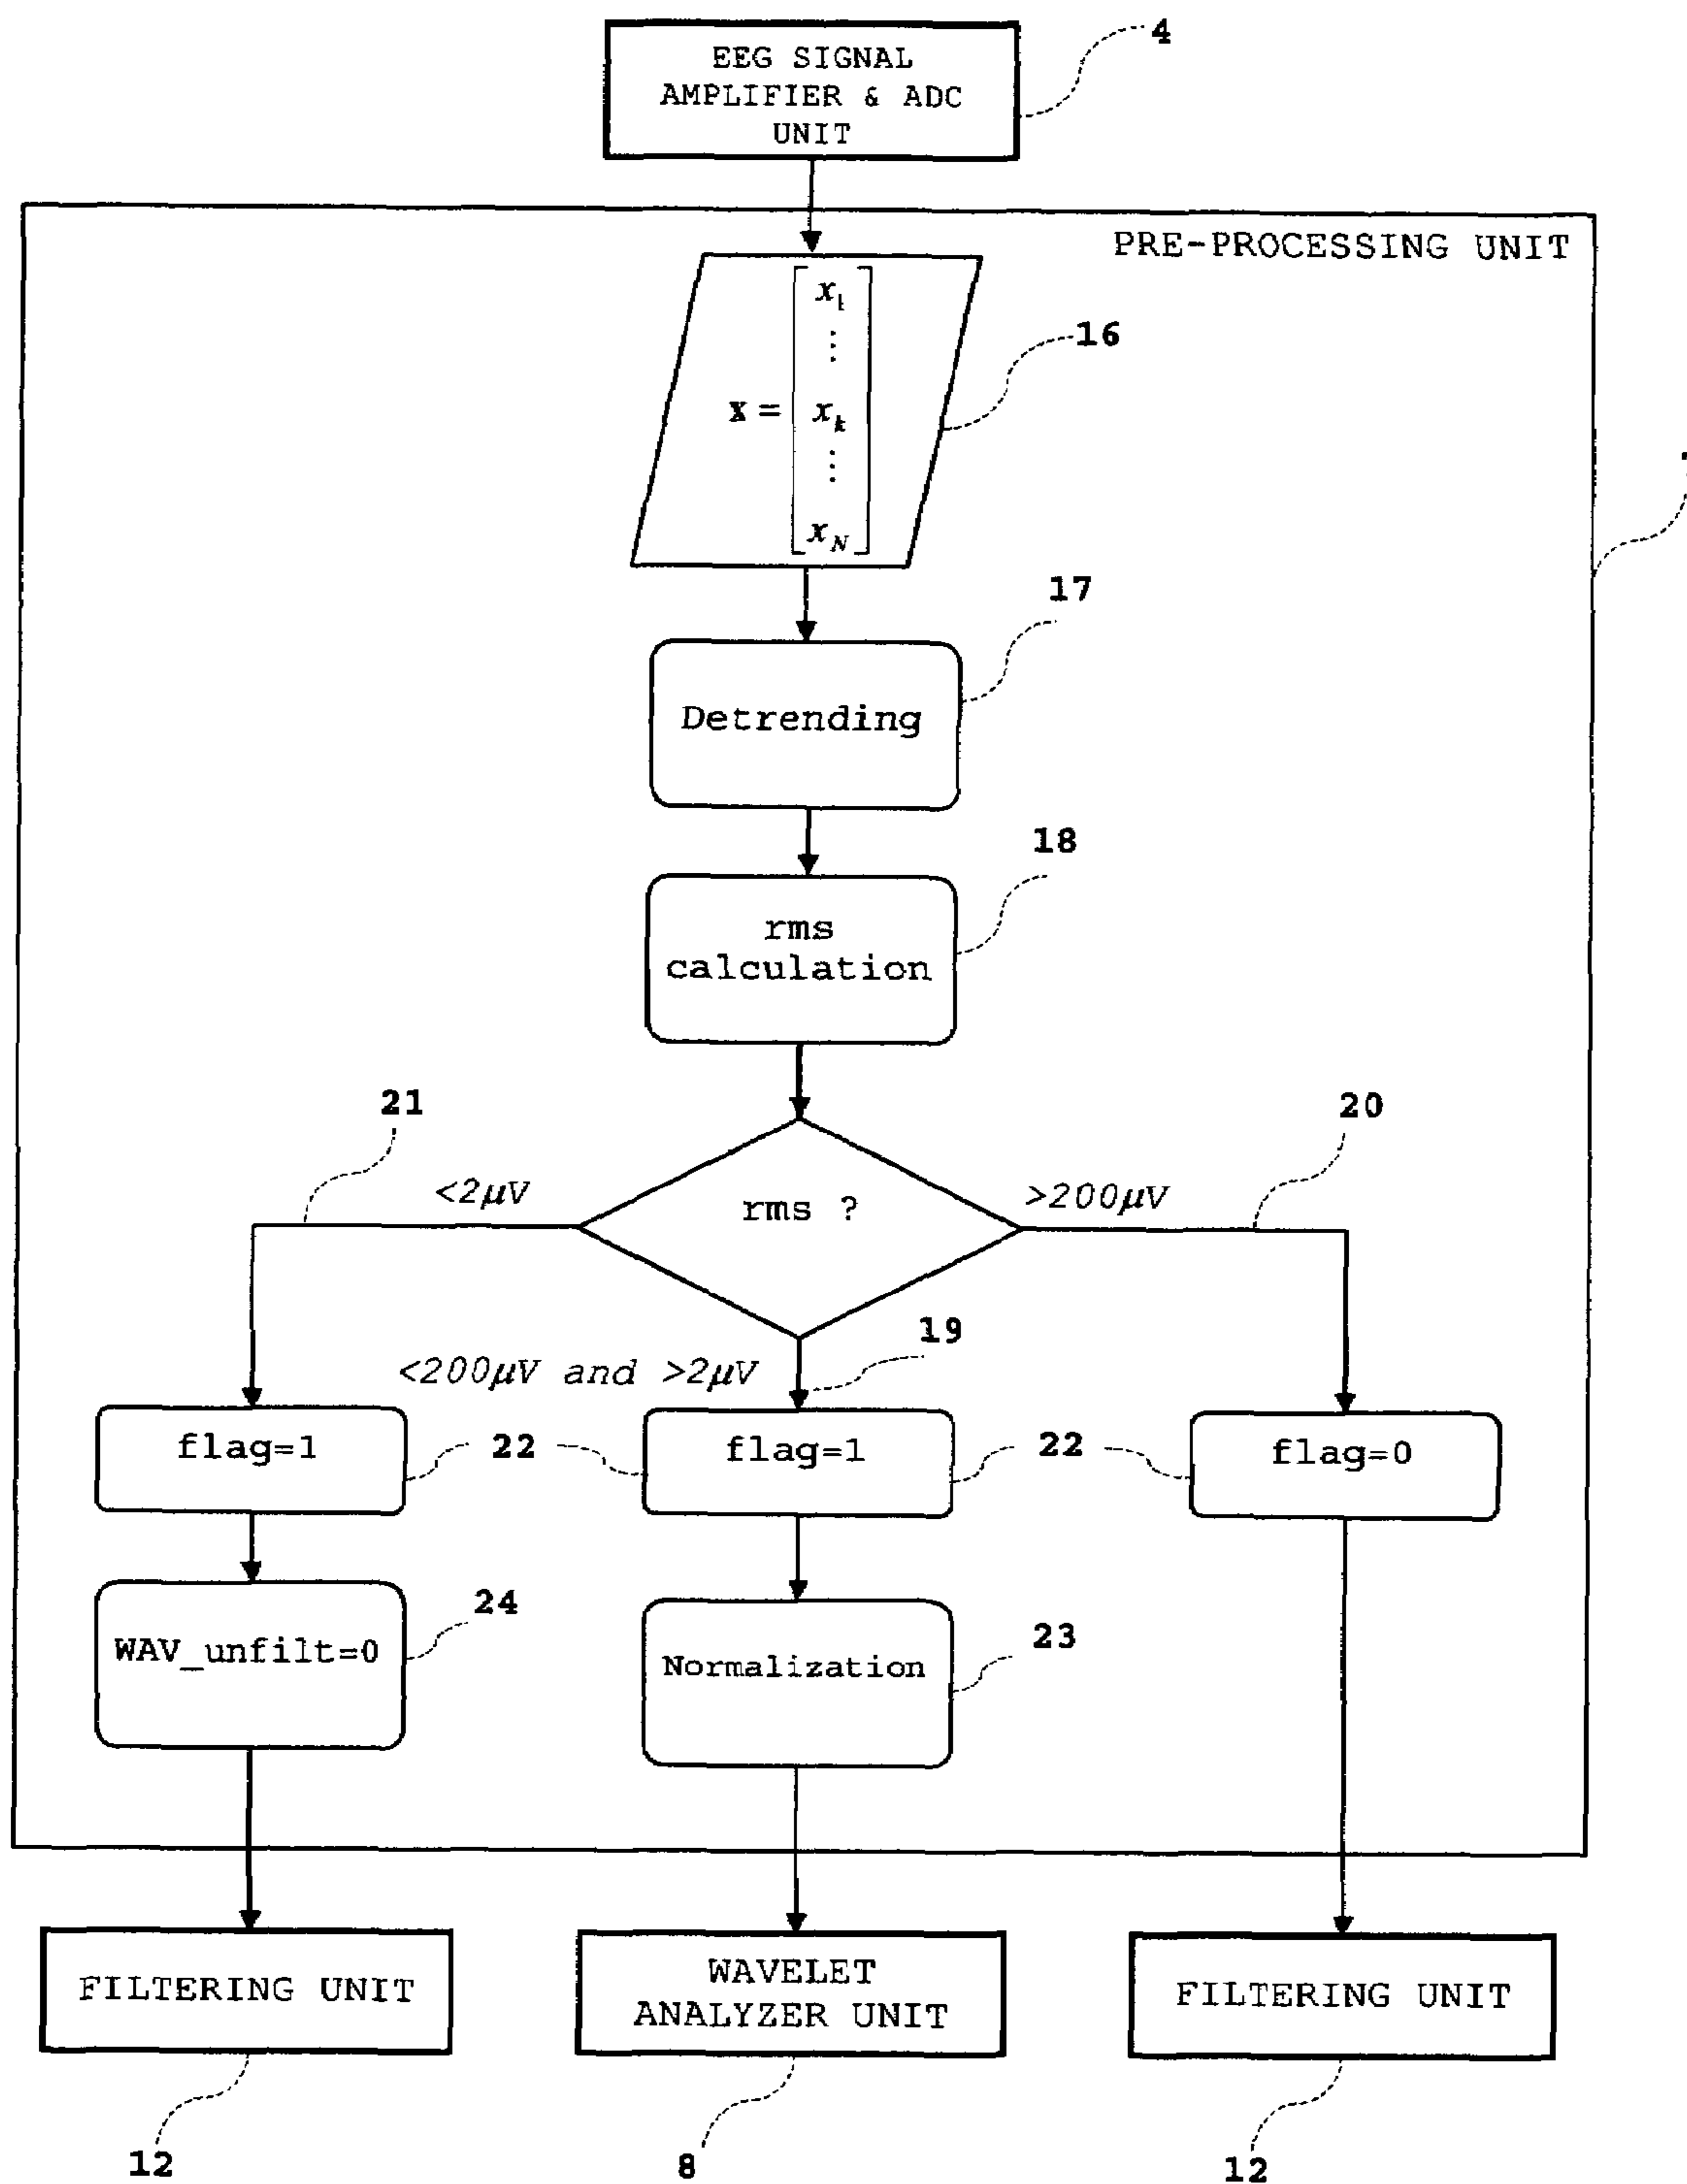 EEG SIGNAL
AMPLIFIER & ADC
UNIT
4
PRE-PROCESSING UNIT
x1
⋮
x = xk
⋮
xN
16
17
Detrending
18
rms
calculation
21
20
<2μV
rms ?
>200μV
19
<200μV and >2μV
flag=1
22
flag=1
22
flag=0
WAV_unfilt=0
24
Normalization
23
FILTERING UNIT
WAVELET
ANALYZER UNIT
FILTERING UNIT
12
8
12